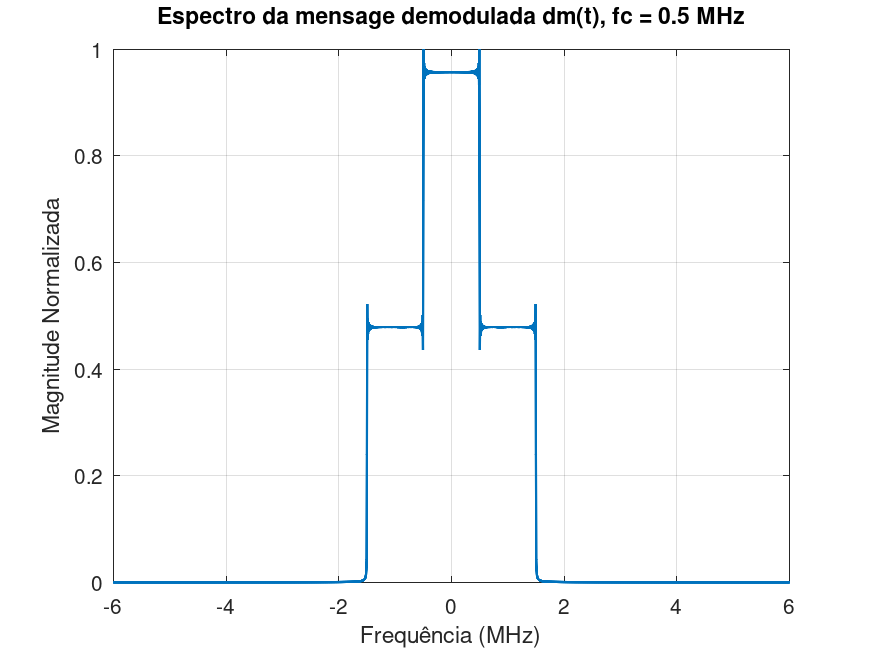 Espectro da mensage demodulada dm(t), fc = 0.5 MHz
1
0.8
0.6
0.4
0.2
0
Magnitude Normalizada
-6 -4 -2 0 2 4 6
Frequência (MHz)